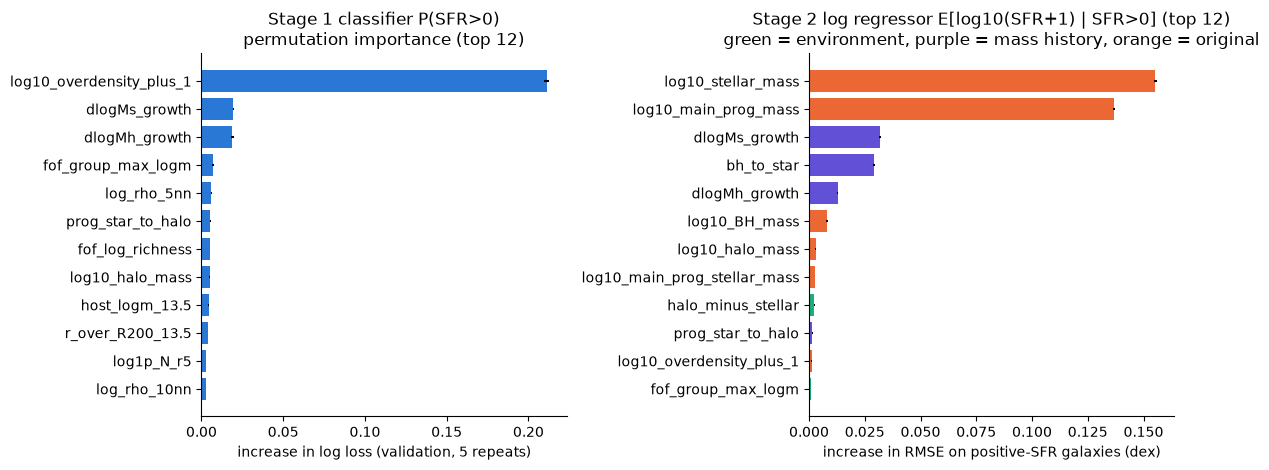 Stage 1 classifier P(SFR>0)
permutation importance (top 12)
log10_overdensity_plus_1
dlogMs_growth
dlogMh_growth
fof_group_max_logm
log_rho_5nn
prog_star_to_halo
fof_log_richness
log10_halo_mass
host_logm_13.5
r_over_R200_13.5
log1p_N_r5
log_rho_10nn
0.00 0.05 0.10 0.15 0.20
increase in log loss (validation, 5 repeats)
Stage 2 log regressor E[log10(SFR+1) | SFR>0] (top 12)
green = environment, purple = mass history, orange = original
log10_stellar_mass
log10_main_prog_mass
dlogMs_growth
bh_to_star
dlogMh_growth
log10_BH_mass
log10_halo_mass
log10_main_prog_stellar_mass
halo_minus_stellar
prog_star_to_halo
log10_overdensity_plus_1
fof_group_max_logm
0.000 0.025 0.050 0.075 0.100 0.125 0.150
increase in RMSE on positive-SFR galaxies (dex)